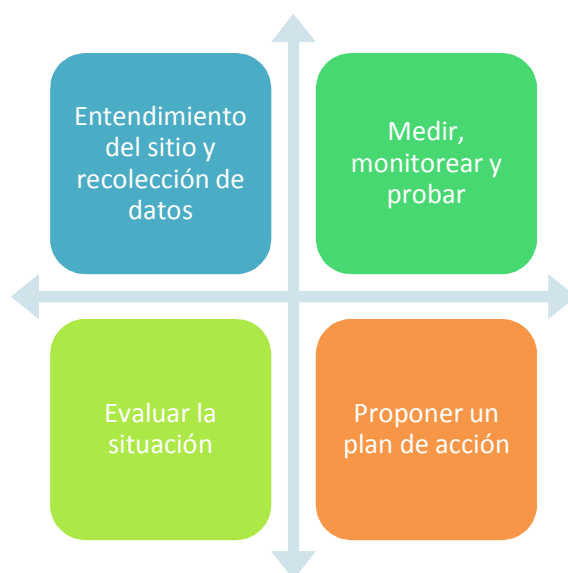 Entendimiento
del sitio y
recolección de
datos
Medir,
monitorear y
probar
Evaluar la
situación
Proponer un
plan de acción